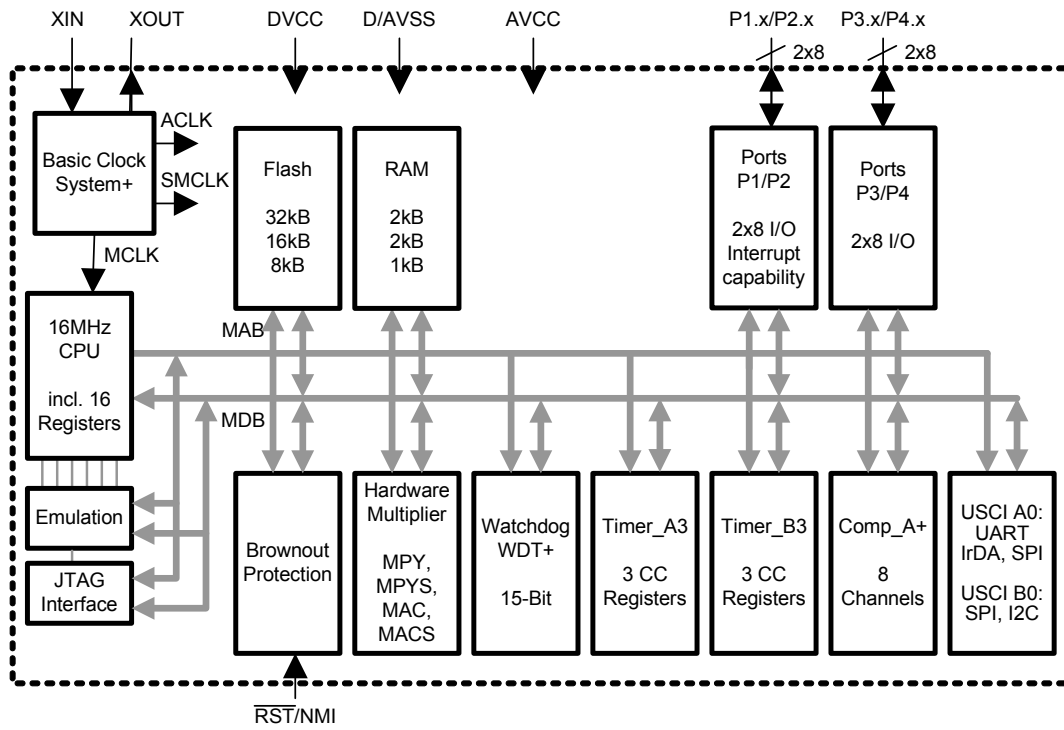 XIN
XOUT
DVCC
D/AVSS
AVCC
P1.x/P2.x
P3.x/P4.x
2x8
2x8
ACLK
SMCLK
MCLK
Basic Clock
System+
Flash
32kB
16kB
8kB
RAM
2kB
2kB
1kB
Ports
P1/P2
2x8 I/O
Interrupt
capability
Ports
P3/P4
2x8 I/O
16MHz
CPU
incl. 16
Registers
MAB
MDB
Emulation
JTAG
Interface
Brownout
Protection
Hardware
Multiplier
MPY,
MPYS,
MAC,
MACS
Watchdog
WDT+
15-Bit
Timer_A3
3 CC
Registers
Timer_B3
3 CC
Registers
Comp_A+
8
Channels
USCI A0:
UART
IrDA, SPI
USCI B0:
SPI, I2C
RST/NMI